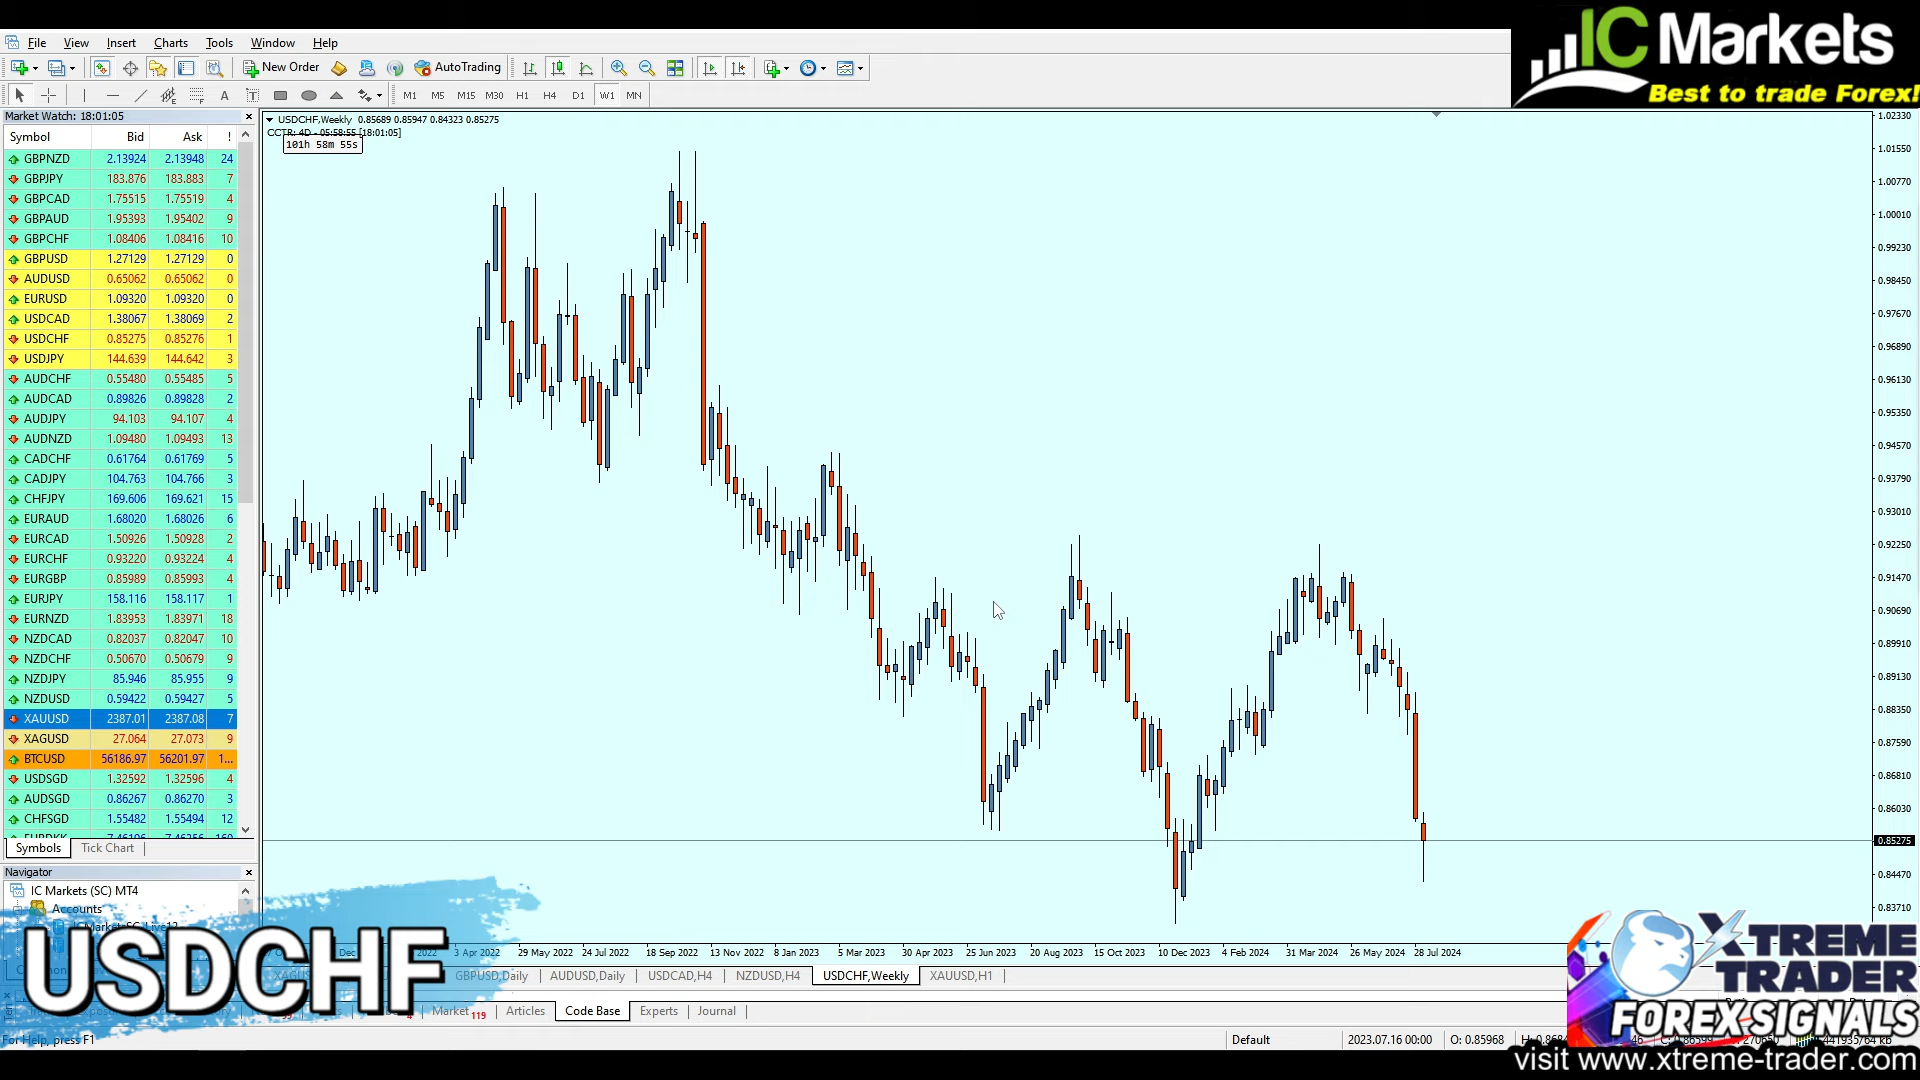 IC Markets
Best to trade Forex!
File View Insert Charts Tools Window Help
New Order AutoTrading
M1 M5 M15 M30 H1 H4 D1 W1 MN
Market Watch: 18:01:05
Symbol Bid Ask !
GBPNZD 2.13924 2.13948 24
GBPJPY 183.876 183.883 7
GBPCAD 1.75515 1.75519 4
GBPAUD 1.95393 1.95402 9
GBPCHF 1.08406 1.08416 10
GBPUSD 1.27129 1.27129 0
AUDUSD 0.65062 0.65062 0
EURUSD 1.09320 1.09320 0
USDCAD 1.38067 1.38069 2
USDCHF 0.85275 0.85276 1
USDJPY 144.639 144.642 3
AUDCHF 0.55480 0.55485 5
AUDCAD 0.89826 0.89828 2
AUDJPY 94.103 94.107 4
AUDNZD 1.09480 1.09493 13
CADCHF 0.61764 0.61769 5
CADJPY 104.763 104.766 3
CHFJPY 169.606 169.621 15
EURAUD 1.68020 1.68026 6
EURCAD 1.50926 1.50928 2
EURCHF 0.93220 0.93224 4
EURGBP 0.85989 0.85993 4
EURJPY 158.116 158.117 1
EURNZD 1.83953 1.83971 18
NZDCAD 0.82037 0.82047 10
NZDCHF 0.50670 0.50679 9
NZDJPY 85.946 85.955 9
NZDUSD 0.59422 0.59427 5
XAUUSD 2387.01 2387.08 7
XAGUSD 27.064 27.073 9
BTCUSD 56186.97 56201.97 1...
USDSGD 1.32592 1.32596 4
AUDSGD 0.86267 0.86270 3
CHFSGD 1.55482 1.55494 12
Symbols Tick Chart
Navigator
IC Markets (SC) MT4
Accounts
USDCHF,Weekly 0.85689 0.85947 0.84323 0.85275
CCTR: 4D - 05:58:55 [18:01:05]
101h 58m 55s
1.02330
1.01550
1.00770
1.00010
0.99230
0.98450
0.97670
0.96890
0.96130
0.95350
0.94570
0.93790
0.93010
0.92250
0.91470
0.90690
0.89910
0.89130
0.88350
0.87590
0.86810
0.86030
0.85275
0.84470
0.83710
3 Apr 2022 29 May 2022 24 Jul 2022 18 Sep 2022 13 Nov 2022 8 Jan 2023 5 Mar 2023 30 Apr 2023 25 Jun 2023 20 Aug 2023 15 Oct 2023 10 Dec 2023 4 Feb 2024 31 Mar 2024 26 May 2024 28 Jul 2024
GBPUSD,Daily AUDUSD,Daily USDCAD,H4 NZDUSD,H4 USDCHF,Weekly XAUUSD,H1
USDCHF
Market 119 Articles Code Base Experts Journal
For Help, press F1
Default 2023.07.16 00:00 O: 0.85968
XTREME
TRADER
FOREX SIGNALS
visit www.xtreme-trader.com